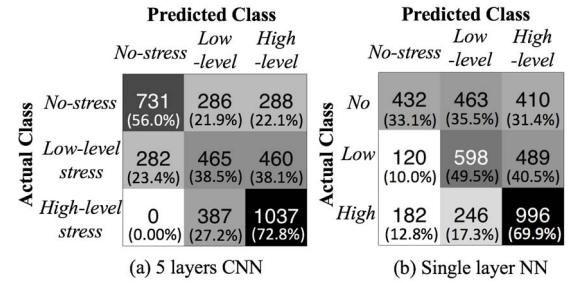 Predicted Class
No-stress Low -level High -level
Actual Class
No-stress 731 (56.0%) 286 (21.9%) 288 (22.1%)
Low-level stress 282 (23.4%) 465 (38.5%) 460 (38.1%)
High-level stress 0 (0.00%) 387 (27.2%) 1037 (72.8%)
(a) 5 layers CNN
Predicted Class
No-stress Low -level High -level
Actual Class
No 432 (33.1%) 463 (35.5%) 410 (31.4%)
Low 120 (10.0%) 598 (49.5%) 489 (40.5%)
High 182 (12.8%) 246 (17.3%) 996 (69.9%)
(b) Single layer NN